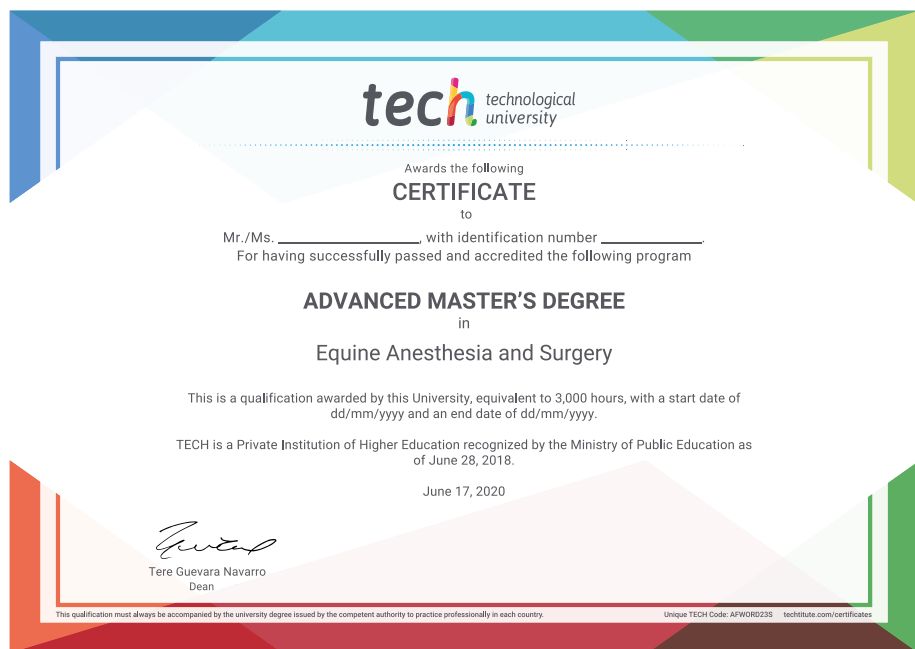 tech technological
university
Awards the following
CERTIFICATE
to
Mr./Ms. ____________________, with identification number ______________.
For having successfully passed and accredited the following program
ADVANCED MASTER’S DEGREE
in
Equine Anesthesia and Surgery
This is a qualification awarded by this University, equivalent to 3,000 hours, with a start date of
dd/mm/yyyy and an end date of dd/mm/yyyy.
TECH is a Private Institution of Higher Education recognized by the Ministry of Public Education as
of June 28, 2018.
June 17, 2020
Tere Guevara Navarro
Dean
This qualification must always be accompanied by the university degree issued by the competent authority to practice professionally in each country. Unique TECH Code: AFWORD23S techtitute.com/certificates